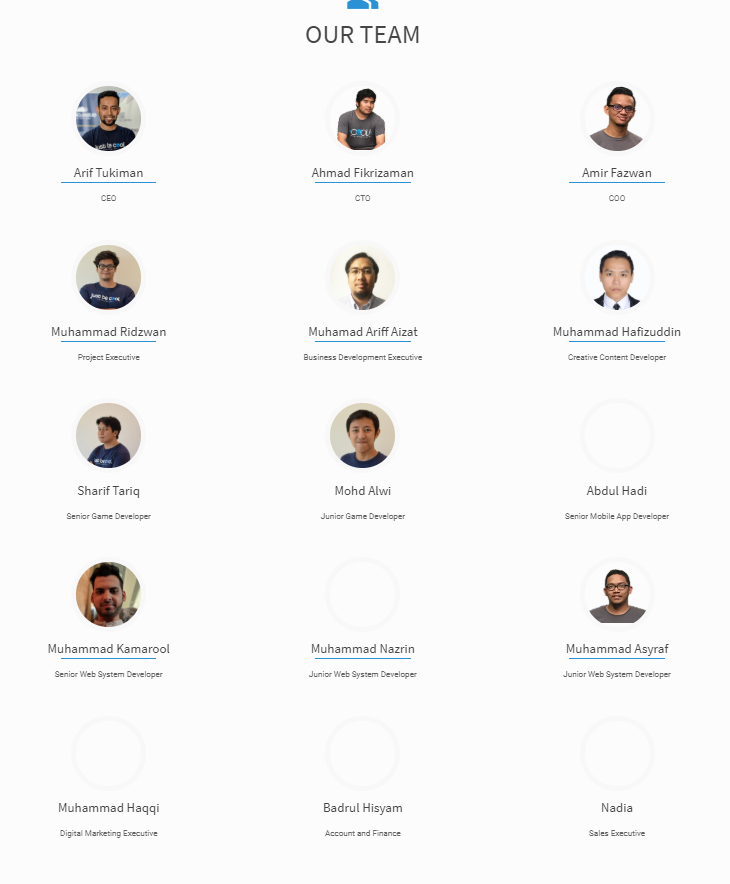 OUR TEAM
Arif Tukiman
Ahmad Fikrizaman
Amir Fazwan
CEO
CTO
COO
Muhammad Ridzwan
Muhamad Ariff Aizat
Muhammad Hafizuddin
Project Executive
Business Development Executive
Creative Content Developer
Sharif Tariq
Mohd Alwi
Abdul Hadi
Senior Game Developer
Junior Game Developer
Senior Mobile App Developer
Muhammad Kamarool
Muhammad Nazrin
Muhammad Asyraf
Senior Web System Developer
Junior Web System Developer
Junior Web System Developer
Muhammad Haqqi
Badrul Hisyam
Nadia
Digital Marketing Executive
Account and Finance
Sales Executive